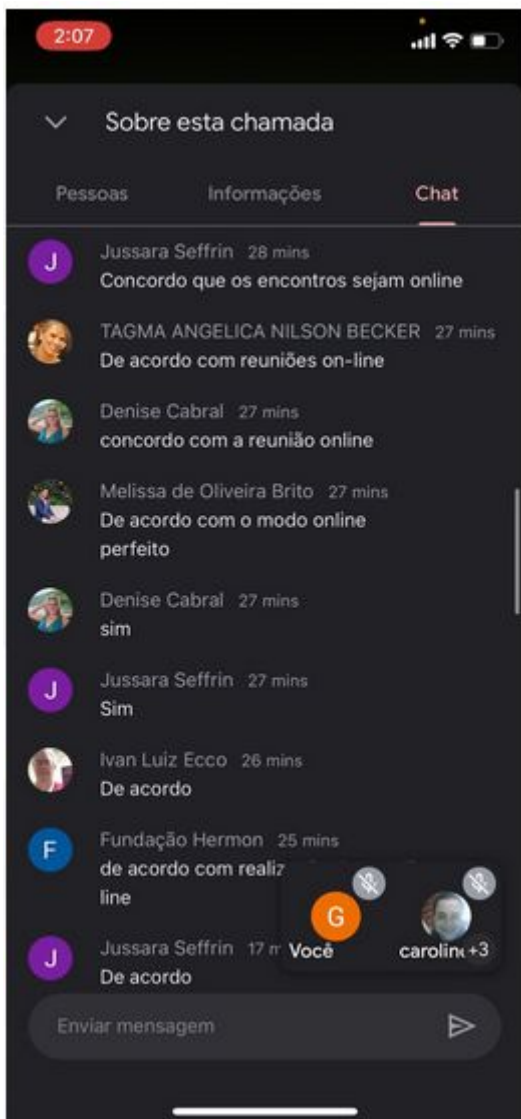 2:07
Sobre esta chamada
Pessoas Informações Chat
J Jussara Seffrin 28 mins
Concordo que os encontros sejam online
TAGMA ANGELICA NILSON BECKER 27 mins
De acordo com reuniões on-line
Denise Cabral 27 mins
concordo com a reunião online
Melissa de Oliveira Brito 27 mins
De acordo com o modo online
perfeito
Denise Cabral 27 mins
sim
J Jussara Seffrin 27 mins
Sim
Ivan Luiz Ecco 26 mins
De acordo
F Fundação Hermon 25 mins
de acordo com realiz
line
G
Você carolin +3
J Jussara Seffrin 17 m
De acordo
Enviar mensagem